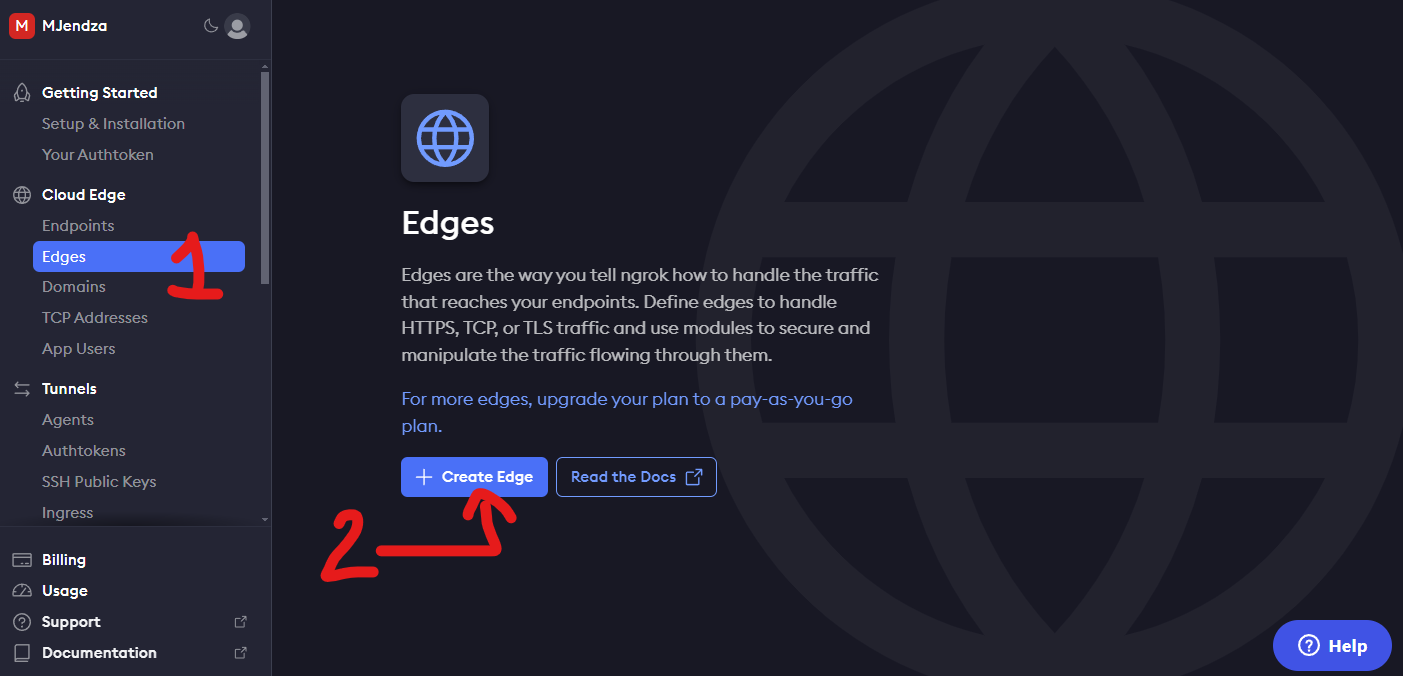 M MJendza
Getting Started
Setup & Installation
Your Authtoken
Cloud Edge
Endpoints
Edges
1
Domains
TCP Addresses
App Users
Tunnels
Agents
Authtokens
SSH Public Keys
Ingress
Billing
Usage
Support
Documentation
Edges
Edges are the way you tell ngrok how to handle the traffic
that reaches your endpoints. Define edges to handle
HTTPS, TCP, or TLS traffic and use modules to secure and
manipulate the traffic flowing through them.
For more edges, upgrade your plan to a pay-as-you-go
plan.
Create Edge Read the Docs
2
Help